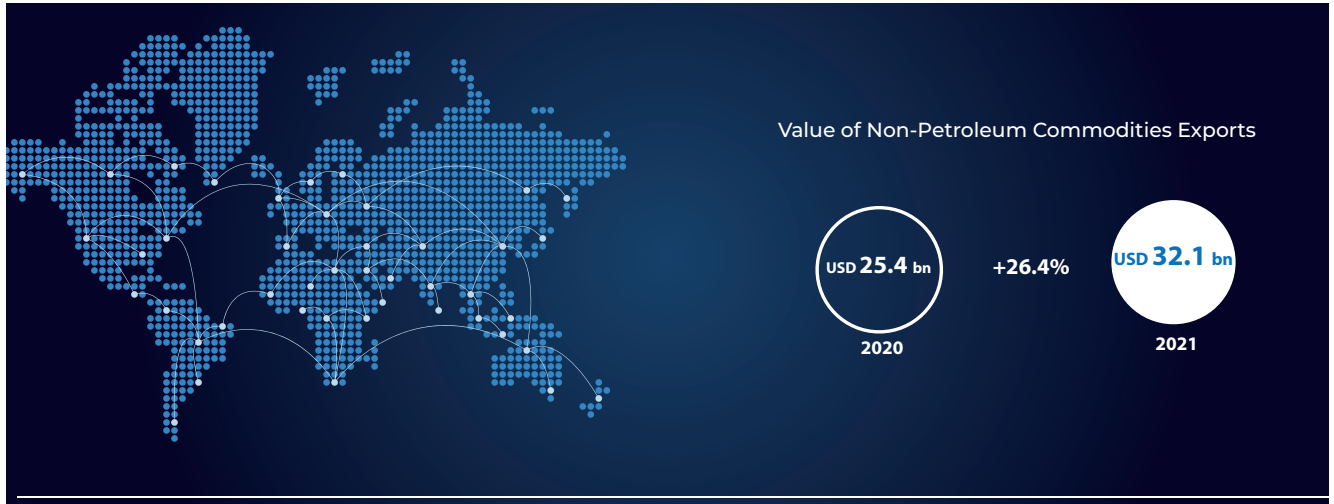 Value of Non-Petroleum Commodities Exports
USD 25.4 bn
+26.4%
USD 32.1 bn
2020
2021